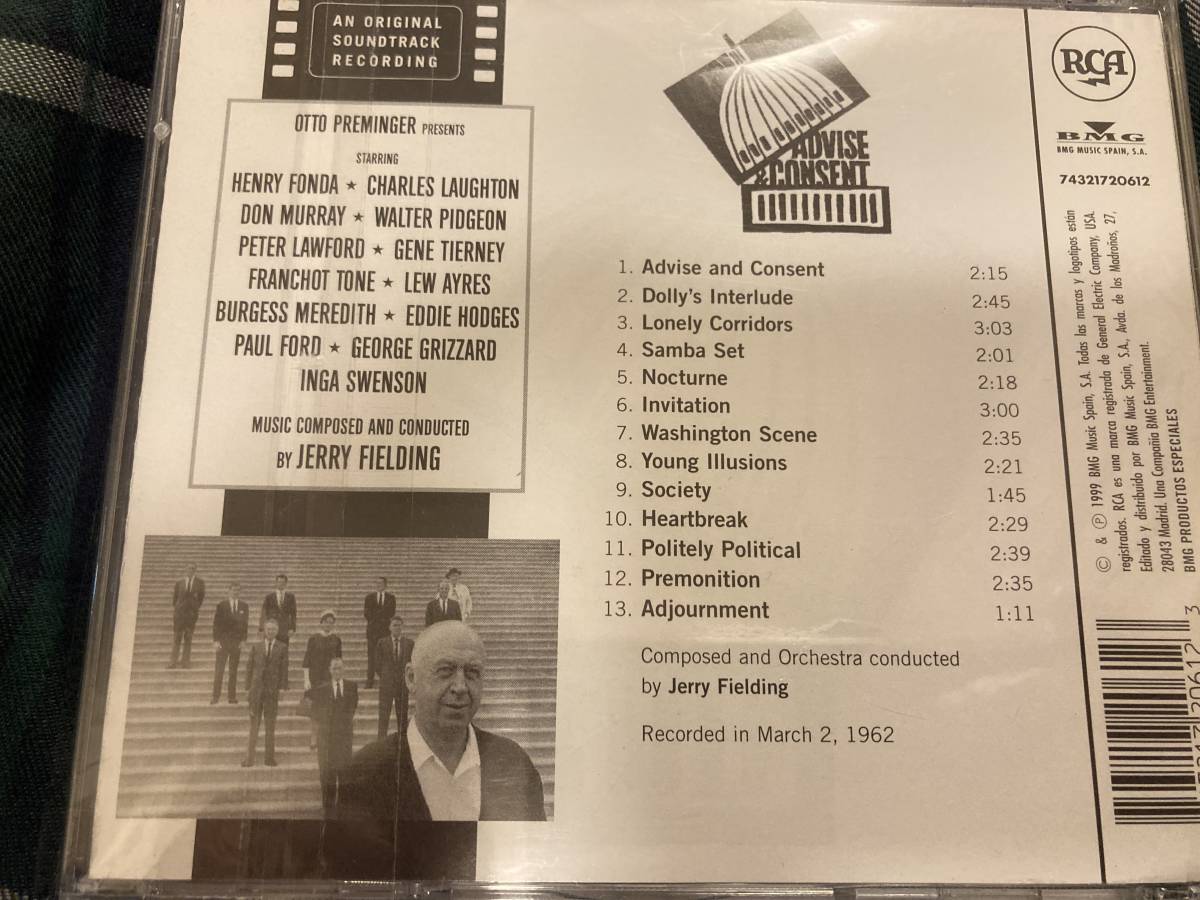 AN ORIGINAL
SOUNDTRACK
RECORDING
OTTO PREMINGER PRESENTS
STARRING
HENRY FONDA ★ CHARLES LAUGHTON
DON MURRAY ★ WALTER PIDGEON
PETER LAWFORD ★ GENE TIERNEY
FRANCHOT TONE ★ LEW AYRES
BURGESS MEREDITH ★ EDDIE HODGES
PAUL FORD ★ GEORGE GRIZZARD
INGA SWENSON
MUSIC COMPOSED AND CONDUCTED
BY JERRY FIELDING
ADVISE
&CONSENT
1. Advise and Consent 2:15
2. Dolly's Interlude 2:45
3. Lonely Corridors 3:03
4. Samba Set 2:01
5. Nocturne 2:18
6. Invitation 3:00
7. Washington Scene 2:35
8. Young Illusions 2:21
9. Society 1:45
10. Heartbreak 2:29
11. Politely Political 2:39
12. Premonition 2:35
13. Adjournment 1:11
Composed and Orchestra conducted
by Jerry Fielding
Recorded in March 2, 1962
RCA
BMG
BMG MUSIC SPAIN, S.A.
74321720612
© & ℗ 1999 BMG Music Spain, S.A. Todas las marcas y logotipos están
registrados. RCA es una marca registrada de General Electric Company, USA.
Editado y distribuido por BMG Music Spain, S.A., Avda. de los Madroños, 27,
28043 Madrid. Una Compañia BMG Entertainment.
BMG PRODUCTOS ESPECIALES